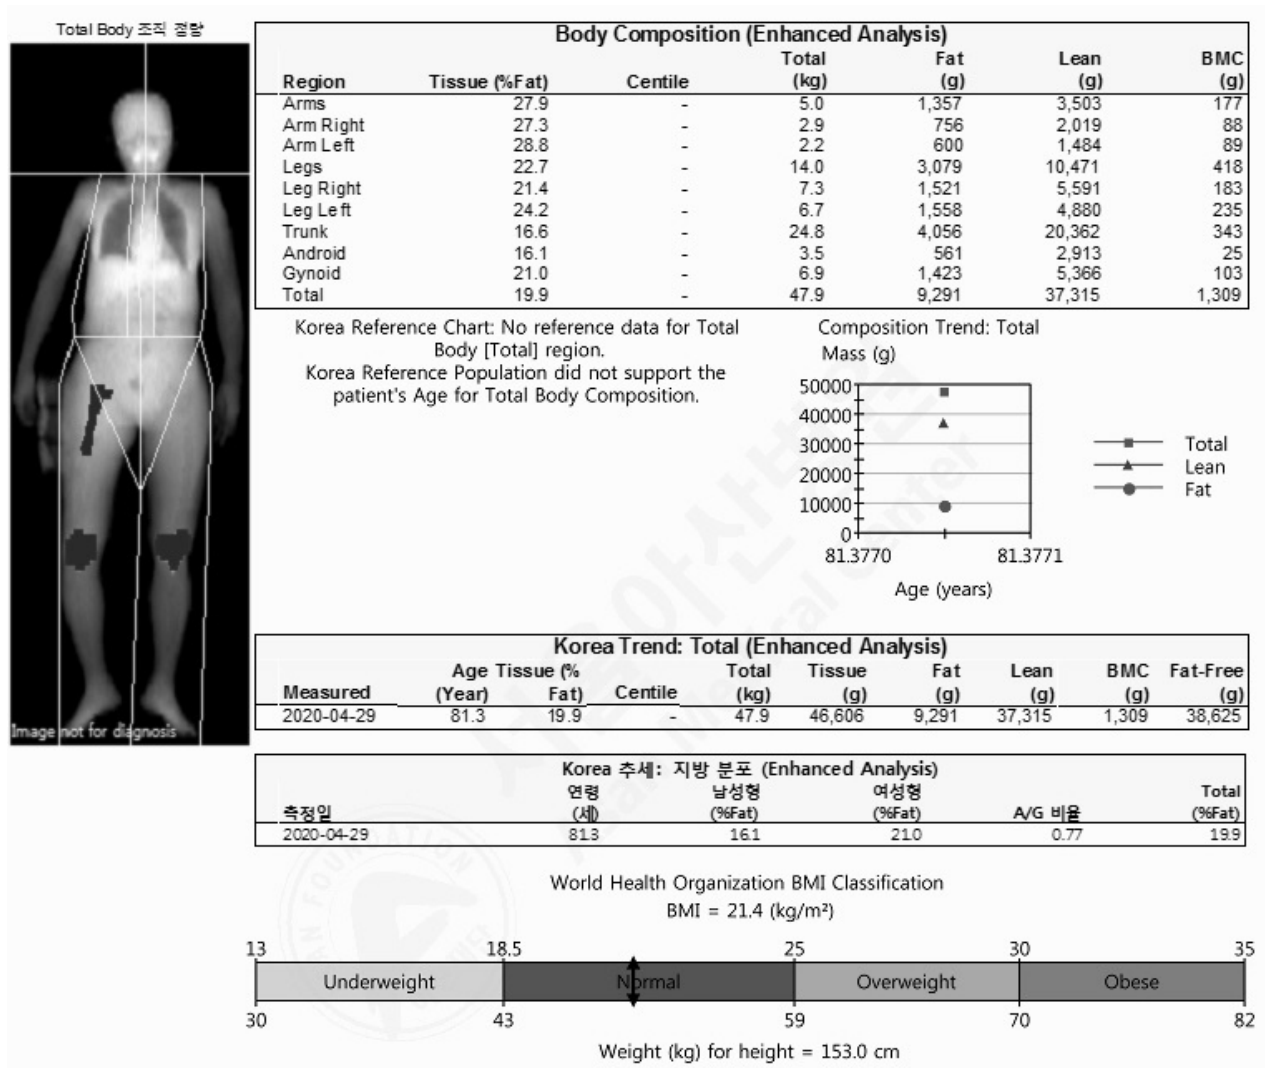 Total Body 조직 정량
Image not for diagnosis
Body Composition (Enhanced Analysis)
Region Tissue (%Fat) Centile Total (kg) Fat (g) Lean (g) BMC (g)
Arms 27.9 - 5.0 1,357 3,503 177
Arm Right 27.3 - 2.9 756 2,019 88
Arm Left 28.8 - 2.2 600 1,484 89
Legs 22.7 - 14.0 3,079 10,471 418
Leg Right 21.4 - 7.3 1,521 5,591 183
Leg Left 24.2 - 6.7 1,558 4,880 235
Trunk 16.6 - 24.8 4,056 20,362 343
Android 16.1 - 3.5 561 2,913 25
Gynoid 21.0 - 6.9 1,423 5,366 103
Total 19.9 - 47.9 9,291 37,315 1,309
Korea Reference Chart: No reference data for Total
Body [Total] region.
Korea Reference Population did not support the
patient's Age for Total Body Composition.
Composition Trend: Total
Mass (g)
50000
40000
30000
20000
10000
0
81.3770 81.3771
Age (years)
Total
Lean
Fat
Korea Trend: Total (Enhanced Analysis)
Measured Age (Year) Tissue (% Fat) Centile Total (kg) Tissue (g) Fat (g) Lean (g) BMC (g) Fat-Free (g)
2020-04-29 81.3 19.9 - 47.9 46,606 9,291 37,315 1,309 38,625
Korea 추세: 지방 분포 (Enhanced Analysis)
측정일 연령 (세) 남성형 (%Fat) 여성형 (%Fat) A/G 비율 Total (%Fat)
2020-04-29 81.3 16.1 21.0 0.77 19.9
World Health Organization BMI Classification
BMI = 21.4 (kg/m²)
13 18.5 25 30 35
Underweight Normal Overweight Obese
30 43 59 70 82
Weight (kg) for height = 153.0 cm
서울아산병원
Asan Medical Center